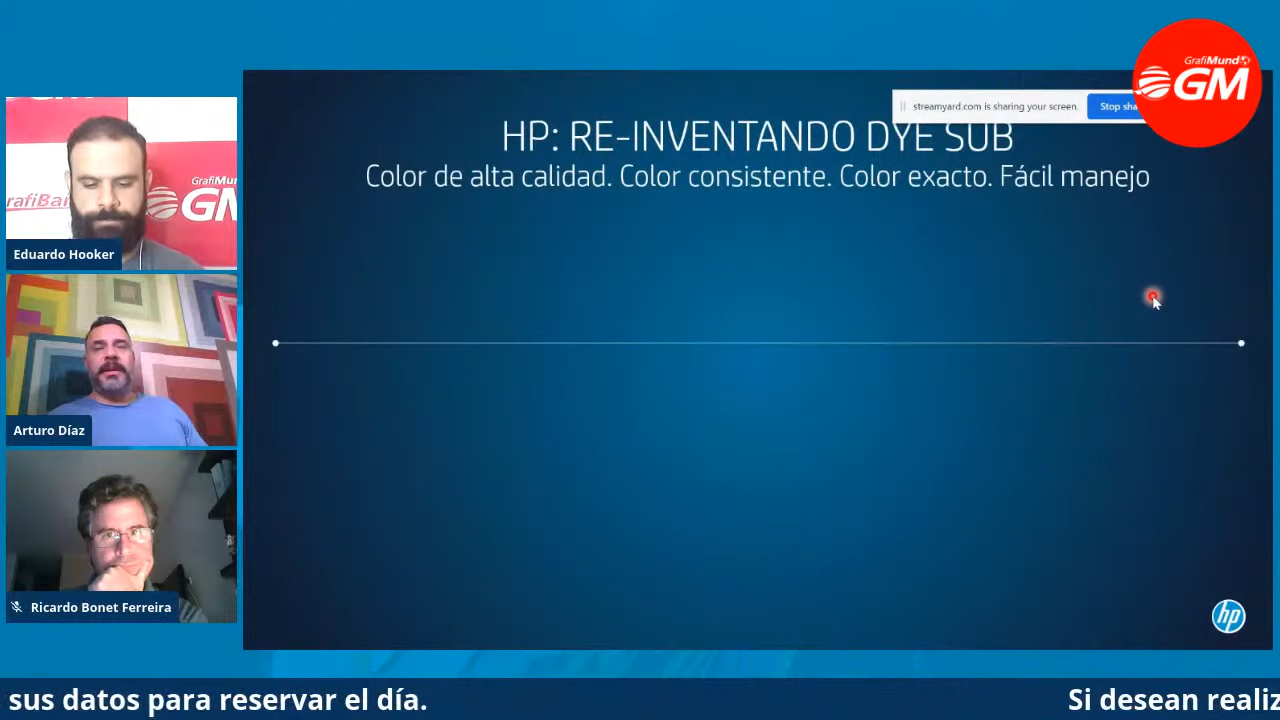 GrafiMundo
GM
streamyard.com is sharing your screen.
Stop sha
HP: RE-INVENTANDO DYE SUB
Color de alta calidad. Color consistente. Color exacto. Fácil manejo
GrafiMundo
GM
Eduardo Hooker
Arturo Díaz
Ricardo Bonet Ferreira
hp
sus datos para reservar el día.
Si desean realiz